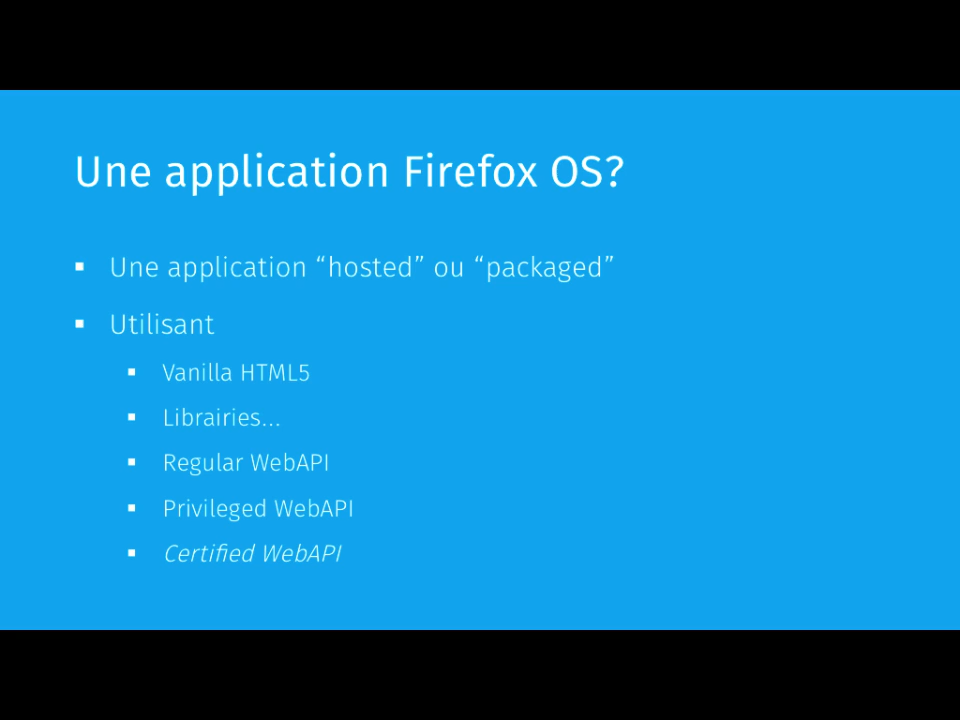 Une application Firefox OS?
▪ Une application “hosted” ou “packaged”
▪ Utilisant
▪ Vanilla HTML5
▪ Librairies...
▪ Regular WebAPI
▪ Privileged WebAPI
▪ Certified WebAPI